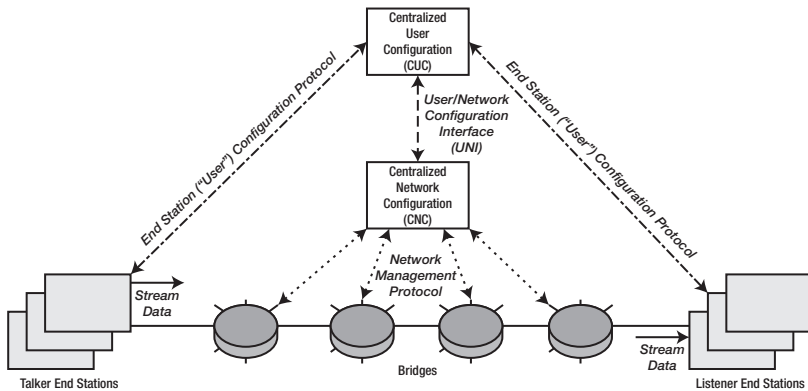 Centralized
User
Configuration
(CUC)
End Station ("User") Configuration Protocol
End Station ("User") Configuration Protocol
User/Network
Configuration
Interface
(UNI)
Centralized
Network
Configuration
(CNC)
Network
Management
Protocol
Stream
Data
Stream
Data
Talker End Stations
Bridges
Listener End Stations